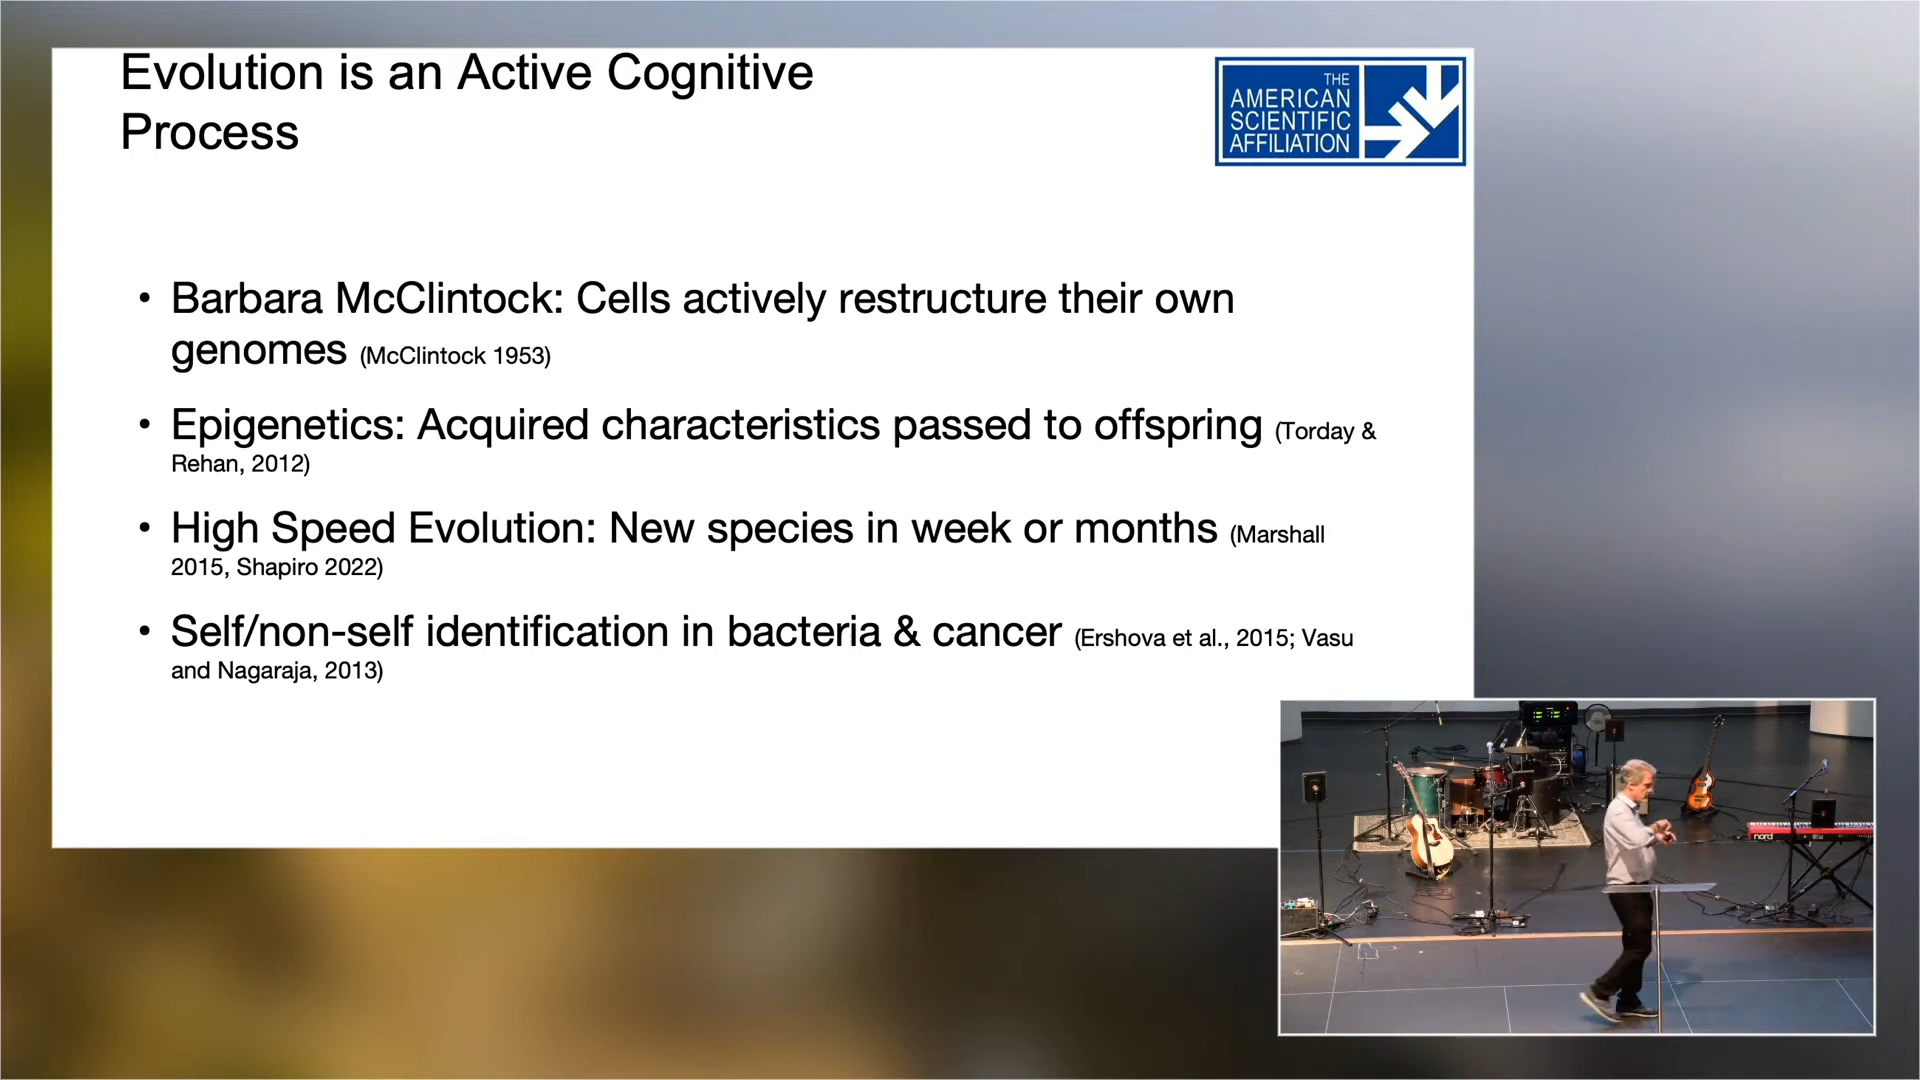 Evolution is an Active Cognitive
Process
THE
AMERICAN
SCIENTIFIC
AFFILIATION
• Barbara McClintock: Cells actively restructure their own
genomes (McClintock 1953)
• Epigenetics: Acquired characteristics passed to offspring (Torday &
Rehan, 2012)
• High Speed Evolution: New species in week or months (Marshall
2015, Shapiro 2022)
• Self/non-self identification in bacteria & cancer (Ershova et al., 2015; Vasu
and Nagaraja, 2013)
nord